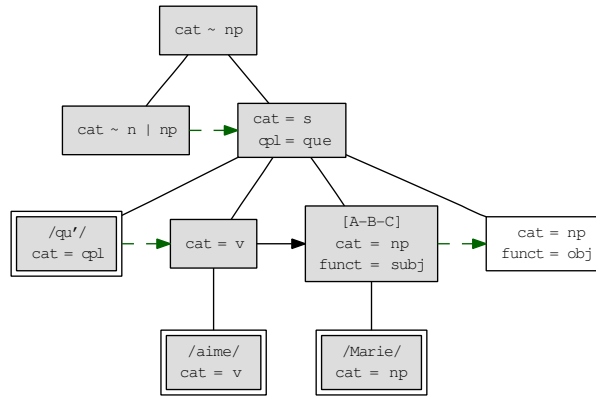 cat ~ np
cat ~ n | np
cat = s
cpl = que
/qu’/
cat = cpl
cat = v
[A-B-C]
cat = np
funct = subj
cat = np
funct = obj
/aime/
cat = v
/Marie/
cat = np